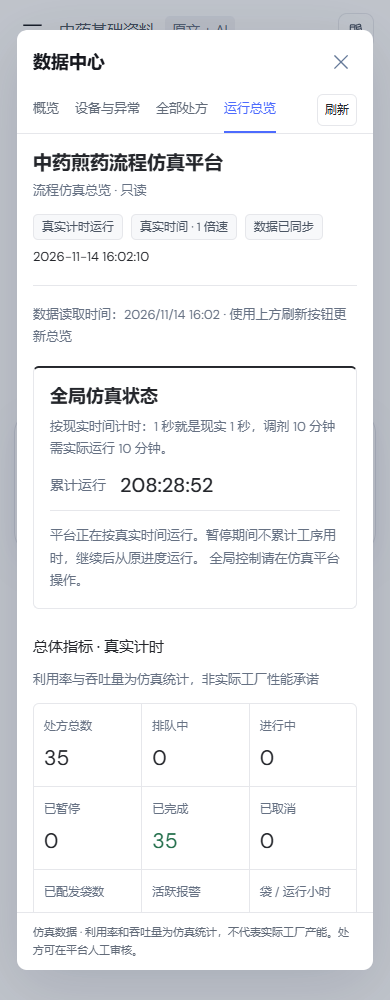 中药基础资料 原文 + AI
数据中心
概览 设备与异常 全部处方 运行总览 刷新
中药煎药流程仿真平台
流程仿真总览 · 只读
真实计时运行 真实时间 · 1 倍速 数据已同步
2026-11-14 16:02:10
数据读取时间：2026/11/14 16:02 · 使用上方刷新按钮更
新总览
全局仿真状态
按现实时间计时：1 秒就是现实 1 秒，调剂 10 分钟
需实际运行 10 分钟。
累计运行 208:28:52
平台正在按真实时间运行。暂停期间不累计工序用
时，继续后从原进度运行。 全局控制请在仿真平台
操作。
总体指标 · 真实计时
利用率与吞吐量为仿真统计，非实际工厂性能承诺
处方总数 排队中 进行中
35 0 0
已暂停 已完成 已取消
0 35 0
已配发袋数 活跃报警 袋 / 运行小时
仿真数据 · 利用率和吞吐量为仿真统计，不代表实际工厂产能。处
方可在平台人工审核。